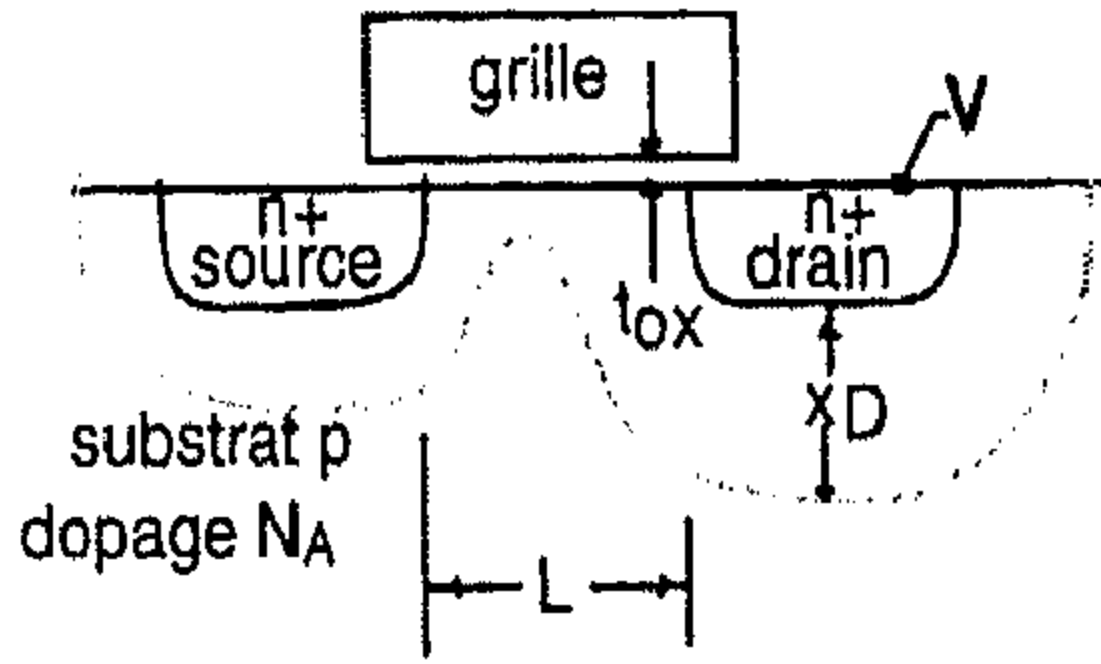 grille
V
n+
source
n+
drain
tox
xD
substrat p
dopage NA
L